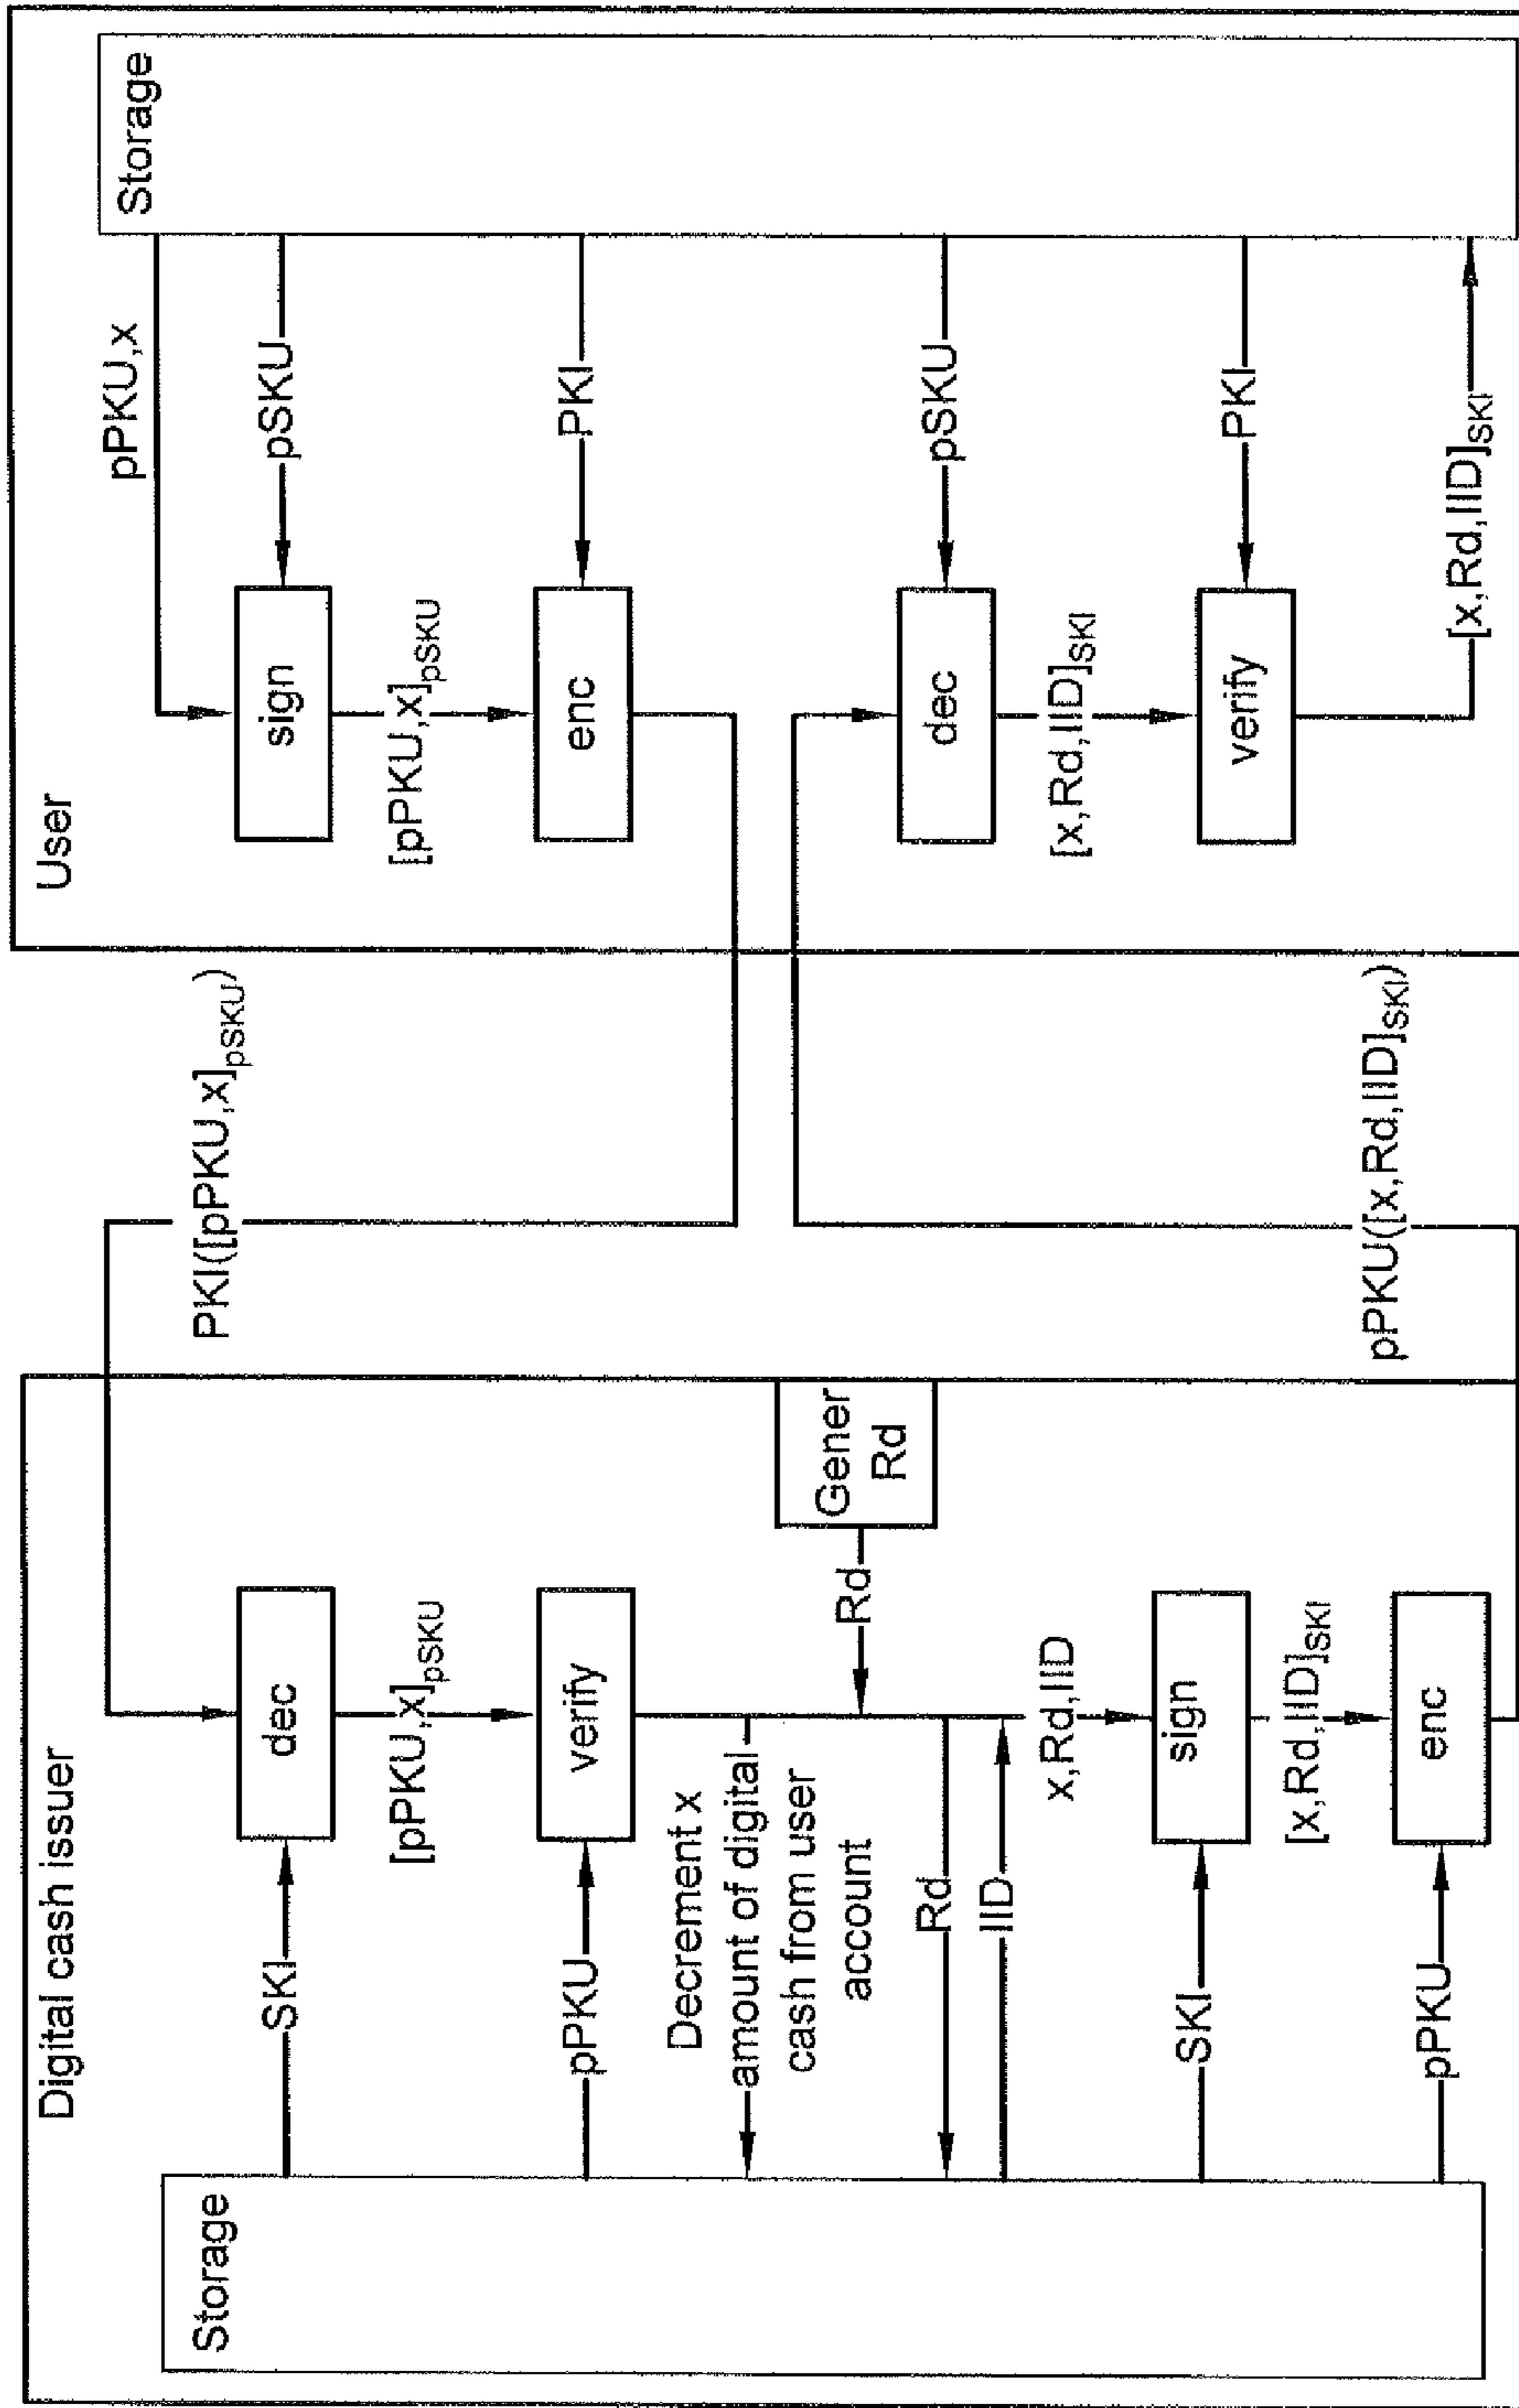 Digital cash issuer
Storage
SKI
dec
[pPKU,x]pSKU
pPKU
verify
Decrement x
amount of digital
cash from user
account
Gener
Rd
Rd
Rd
IID
x,Rd,IID
SKI
sign
[x,Rd,IID]SKI
pPKU
enc
PKI([pPKU,x]pSKU)
pPKU([x,Rd,IID]SKI)
User
Storage
pPKU,x
sign
pSKU
[pPKU,x]pSKU
enc
PKI
dec
pSKU
[x,Rd,IID]SKI
verify
PKI
[x,Rd,IID]SKI